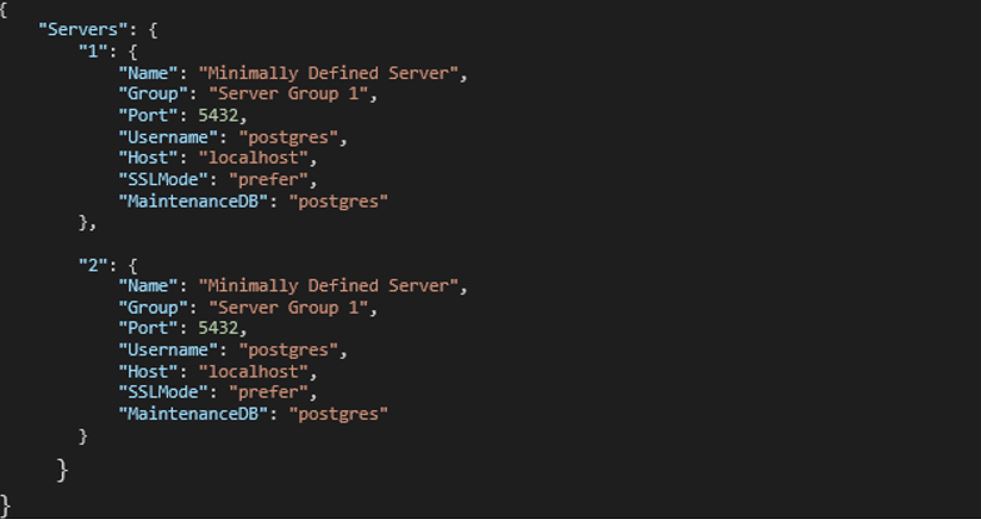 {
    "Servers": {
        "1": {
            "Name": "Minimally Defined Server",
            "Group": "Server Group 1",
            "Port": 5432,
            "Username": "postgres",
            "Host": "localhost",
            "SSLMode": "prefer",
            "MaintenanceDB": "postgres"
        },
        "2": {
            "Name": "Minimally Defined Server",
            "Group": "Server Group 1",
            "Port": 5432,
            "Username": "postgres",
            "Host": "localhost",
            "SSLMode": "prefer",
            "MaintenanceDB": "postgres"
        }
    }
}